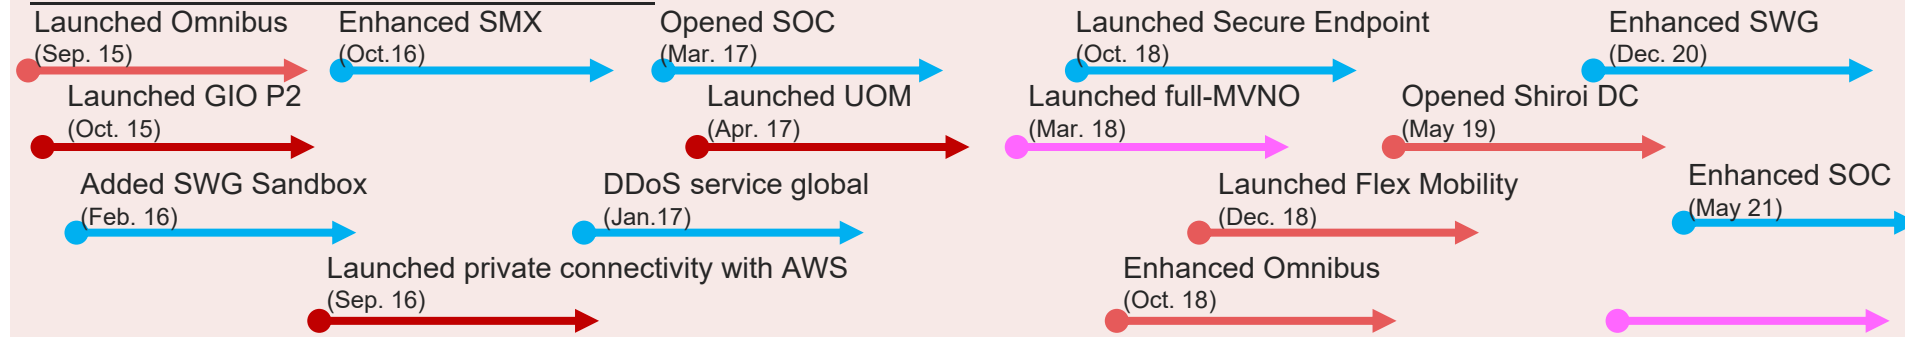 Launched Omnibus
(Sep. 15)
Enhanced SMX
(Oct.16)
Opened SOC
(Mar. 17)
Launched Secure Endpoint
(Oct. 18)
Enhanced SWG
(Dec. 20)
Launched GIO P2
(Oct. 15)
Launched UOM
(Apr. 17)
Launched full-MVNO
(Mar. 18)
Opened Shiroi DC
(May 19)
Added SWG Sandbox
(Feb. 16)
DDoS service global
(Jan.17)
Launched Flex Mobility
(Dec. 18)
Enhanced SOC
(May 21)
Launched private connectivity with AWS
(Sep. 16)
Enhanced Omnibus
(Oct. 18)